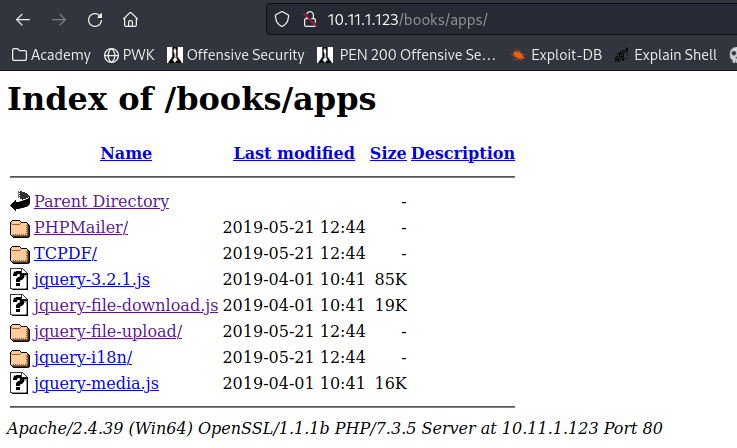 10.11.1.123/books/apps/
Academy PWK Offensive Security PEN 200 Offensive Se… Exploit-DB Explain Shell
Index of /books/apps
Name Last modified Size Description
Parent Directory -
PHPMailer/ 2019-05-21 12:44 -
TCPDF/ 2019-05-21 12:44 -
jquery-3.2.1.js 2019-04-01 10:41 85K
jquery-file-download.js 2019-04-01 10:41 19K
jquery-file-upload/ 2019-05-21 12:44 -
jquery-i18n/ 2019-05-21 12:44 -
jquery-media.js 2019-04-01 10:41 16K
Apache/2.4.39 (Win64) OpenSSL/1.1.1b PHP/7.3.5 Server at 10.11.1.123 Port 80